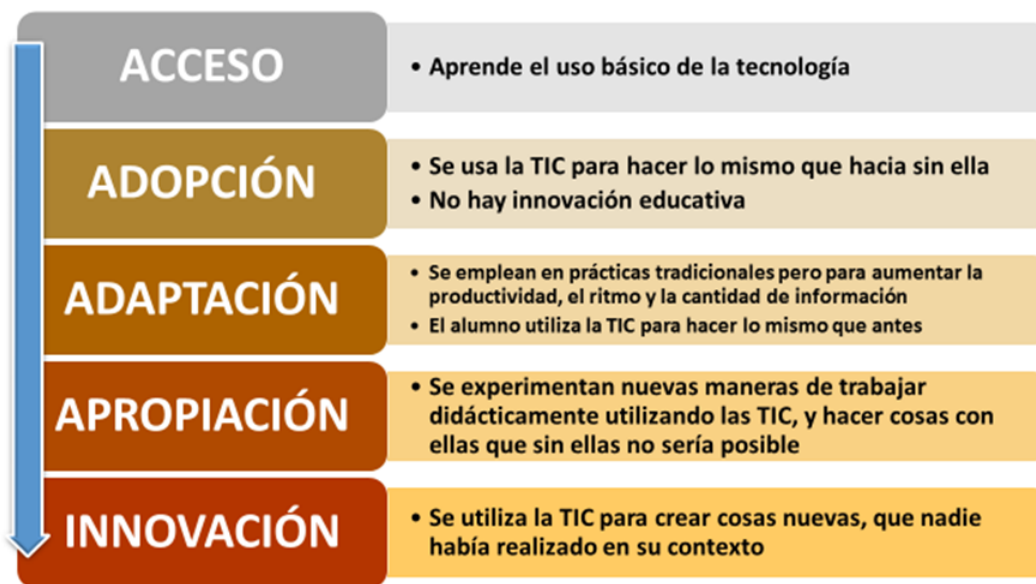 ACCESO
• Aprende el uso básico de la tecnología
ADOPCIÓN
• Se usa la TIC para hacer lo mismo que hacia sin ella
• No hay innovación educativa
ADAPTACIÓN
• Se emplean en prácticas tradicionales pero para aumentar la
productividad, el ritmo y la cantidad de información
• El alumno utiliza la TIC para hacer lo mismo que antes
APROPIACIÓN
• Se experimentan nuevas maneras de trabajar
didácticamente utilizando las TIC, y hacer cosas con
ellas que sin ellas no sería posible
INNOVACIÓN
• Se utiliza la TIC para crear cosas nuevas, que nadie
había realizado en su contexto